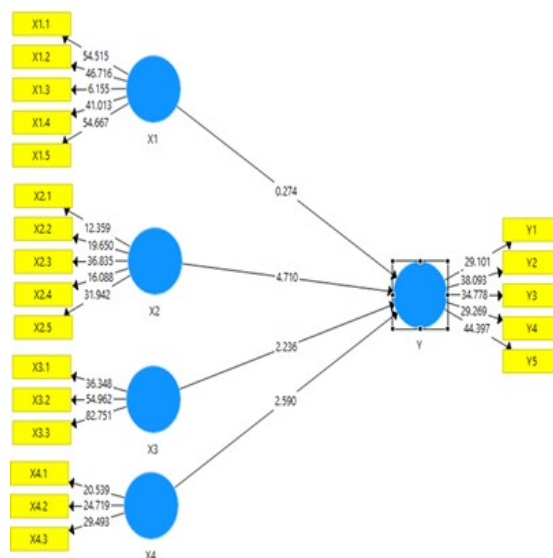 X1.1
54.515
X1.2
46.716
X1.3
6.155
X1.4
41.013
X1.5
54.667
X1
0.274
X2.1
12.359
X2.2
19.650
X2.3
36.835
X2.4
16.088
X2.5
31.942
X2
4.710
Y1
29.101
Y2
38.093
Y3
34.778
Y4
29.269
Y5
44.397
Y
X3.1
36.348
X3.2
54.962
X3.3
82.751
X3
2.236
X4.1
20.539
X4.2
24.719
X4.3
29.493
X4
2.590